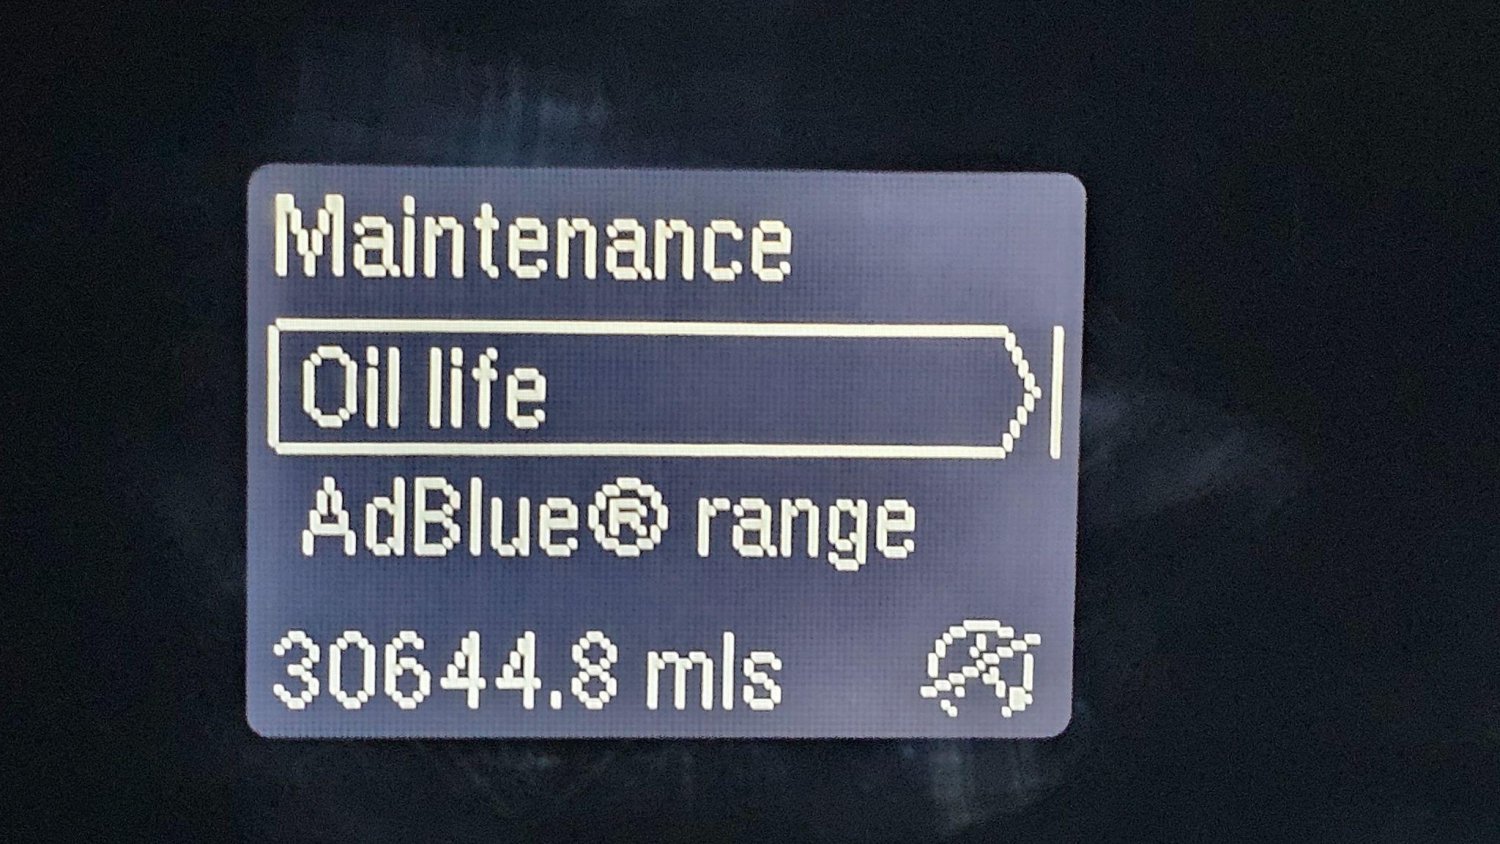 Maintenance
Oil life
AdBlue® range
30644.8 mls